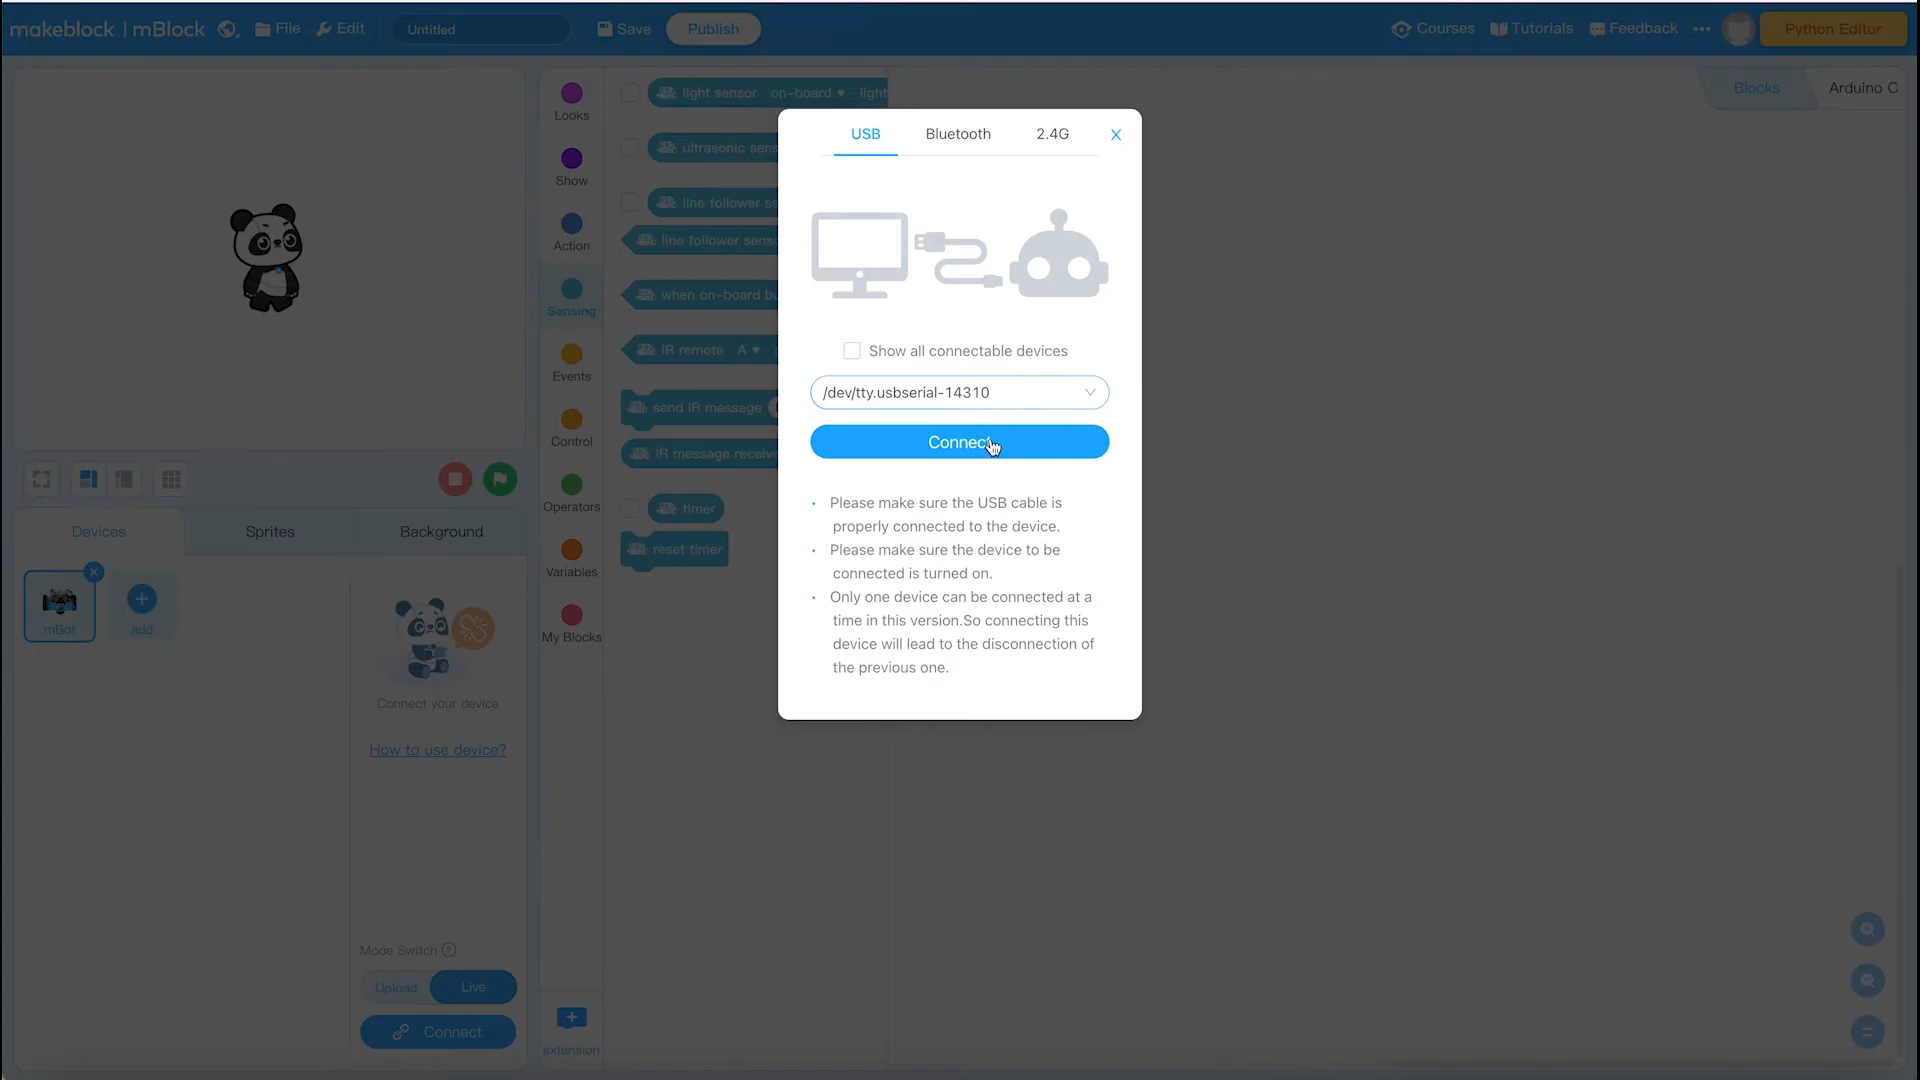 makeblock | mBlock
File
Edit
Untitled
Save
Publish
Courses
Tutorials
Feedback
Python Editor
Looks
Show
Action
Sensing
Events
Control
Operators
Variables
My Blocks
extension
light sensor on-board light
ultrasonic sens
line follower se
line follower sens
when on-board bu
IR remote A
send IR message
IR message receive
timer
reset timer
Blocks
Arduino C
USB
Bluetooth
2.4G
Show all connectable devices
/dev/tty.usbserial-14310
Connect
Please make sure the USB cable is
properly connected to the device.
Please make sure the device to be
connected is turned on.
Only one device can be connected at a
time in this version.So connecting this
device will lead to the disconnection of
the previous one.
Devices
Sprites
Background
mBot
add
Connect your device
How to use device?
Mode Switch
Upload
Live
Connect